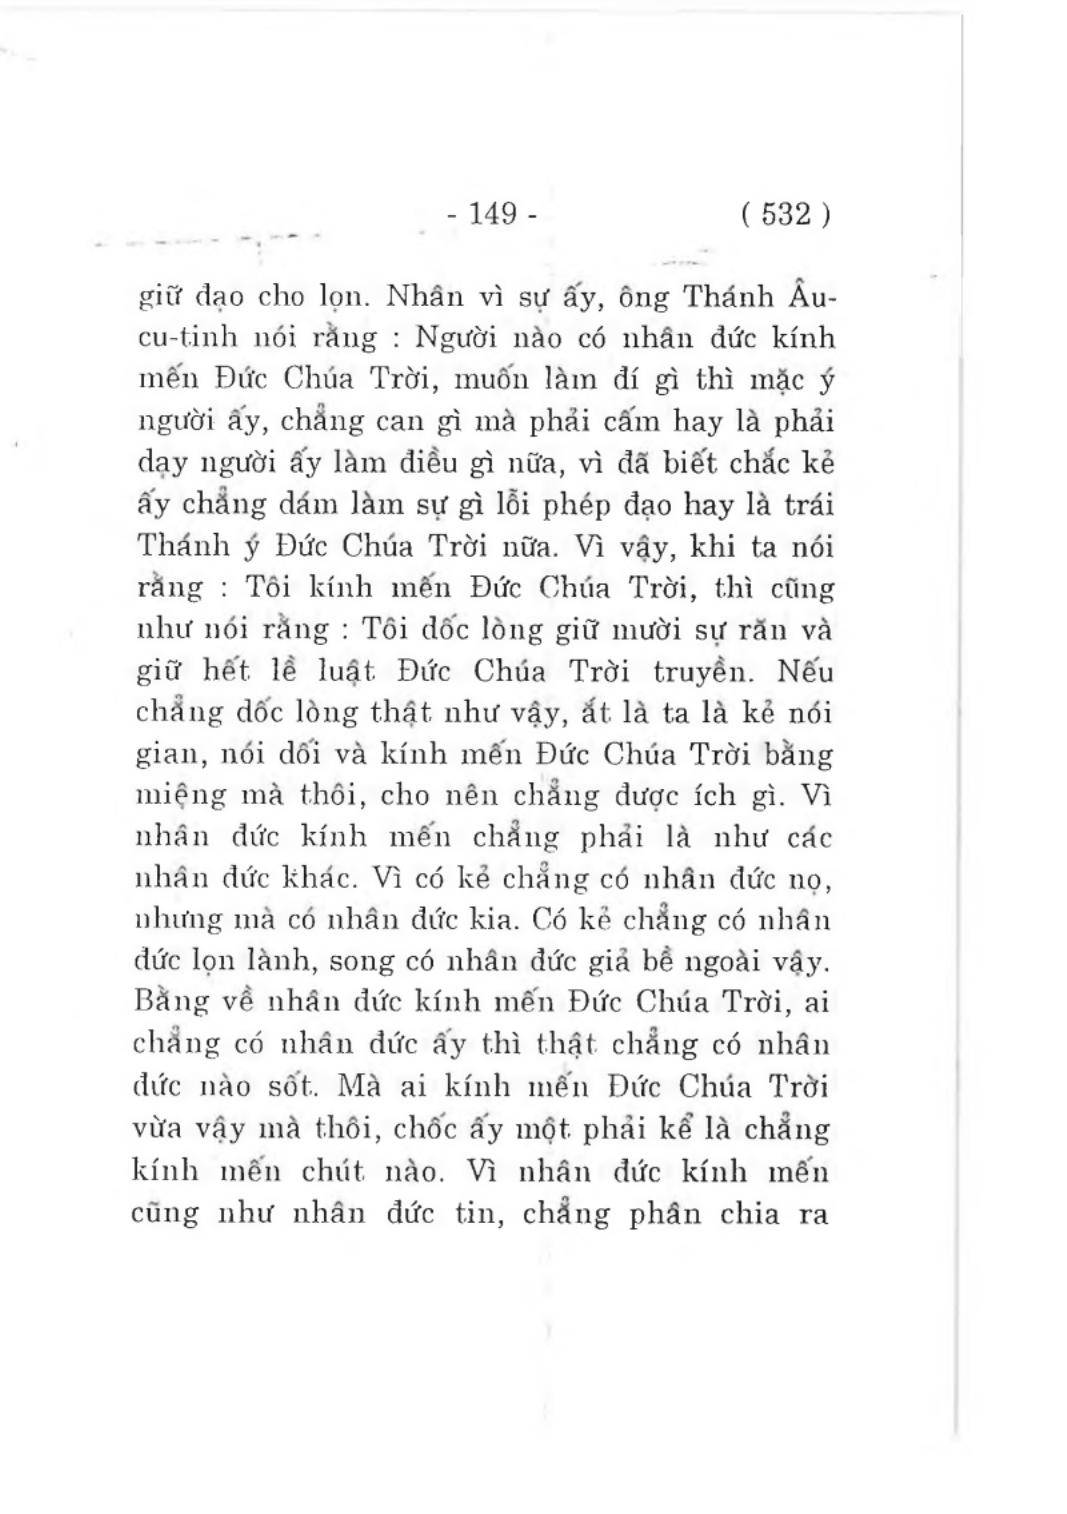 - 149 - ( 532 )
giữ đạo cho lọn. Nhân vì sự ấy, ông Thánh Âu-
cu-tinh nói rằng : Người nào có nhân đức kính
mến Đức Chúa Trời, muốn làm đí gì thì mặc ý
người ấy, chẳng can gì mà phải cấm hay là phải
dạy người ấy làm điều gì nữa, vì đã biết chắc kẻ
ấy chẳng dám làm sự gì lỗi phép đạo hay là trái
Thánh ý Đức Chúa Trời nữa. Vì vậy, khi ta nói
rằng : Tôi kính mến Đức Chúa Trời, thì cũng
như nói rằng : Tôi dốc lòng giữ mười sự răn và
giữ hết lề luật Đức Chúa Trời truyền. Nếu
chẳng dốc lòng thật như vậy, ắt là ta là kẻ nói
gian, nói dối và kính mến Đức Chúa Trời bằng
miệng mà thôi, cho nên chẳng được ích gì. Vì
nhân đức kính mến chẳng phải là như các
nhân đức khác. Vì có kẻ chẳng có nhân đức nọ,
nhưng mà có nhân đức kia. Có kẻ chẳng có nhân
đức lọn lành, song có nhân đức giả bề ngoài vậy.
Bằng về nhân đức kính mến Đức Chúa Trời, ai
chẳng có nhân đức ấy thì thật chẳng có nhân
đức nào sốt. Mà ai kính mến Đức Chúa Trời
vừa vậy mà thôi, chốc ấy một phải kể là chẳng
kính mến chút nào. Vì nhân đức kính mến
cũng như nhân đức tin, chẳng phân chia ra